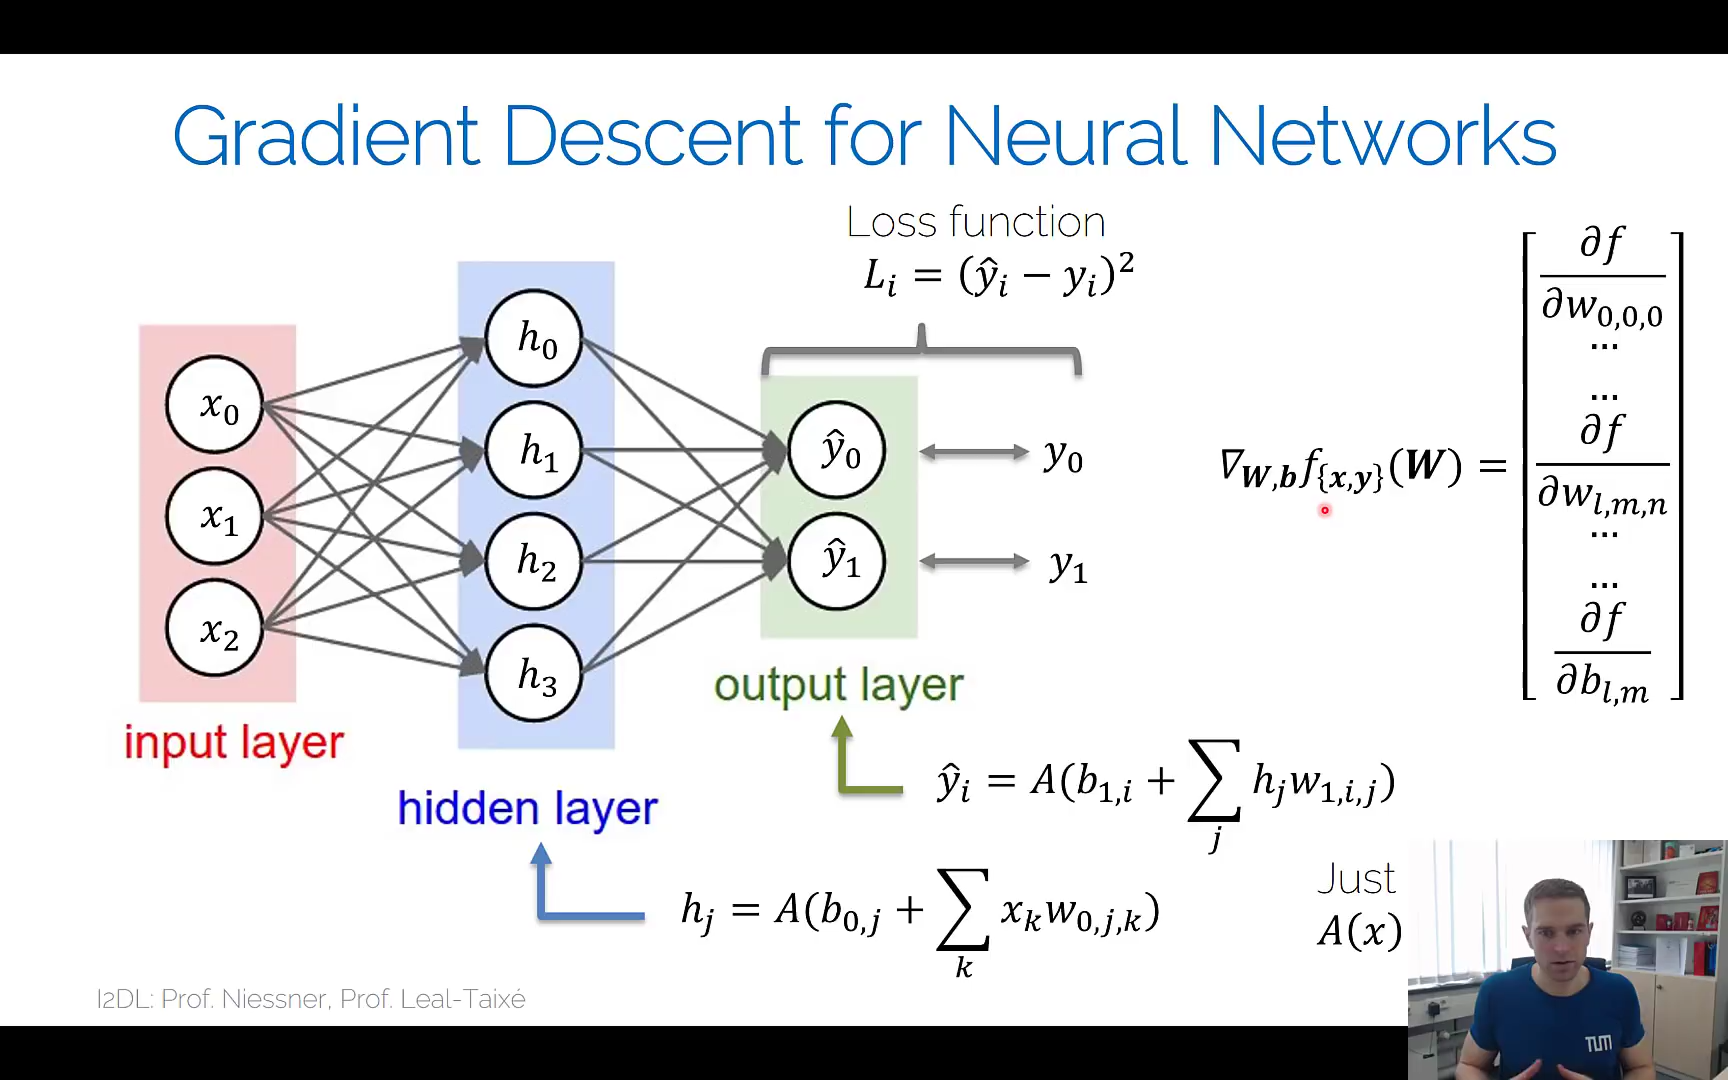 Gradient Descent for Neural Networks
Loss function
L_i = (ŷ_i − y_i)^2
x_0
x_1
x_2
input layer
h_0
h_1
h_2
h_3
hidden layer
ŷ_0
ŷ_1
output layer
y_0
y_1
∇_{W,b} f_{{x,y}}(W) =
∂f
∂w_{0,0,0}
...
...
∂f
∂w_{l,m,n}
...
...
∂f
∂b_{l,m}
ŷ_i = A(b_{1,i} + ∑_j h_j w_{1,i,j})
h_j = A(b_{0,j} + ∑_k x_k w_{0,j,k})
Just
A(x)
I2DL: Prof. Niessner, Prof. Leal-Taixé
TUM